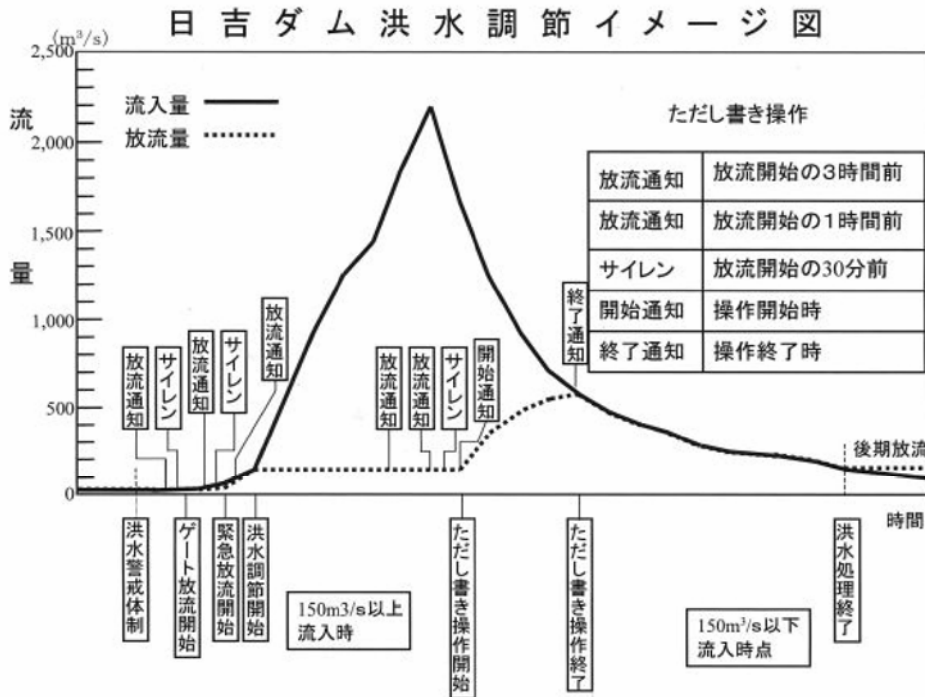 日吉ダム洪水調節イメージ図
(m³/s)
2,500
2,000
1,500
1,000
500
0
流量
流入量
放流量
ただし書き操作
放流通知 放流開始の3時間前
放流通知 放流開始の1時間前
サイレン 放流開始の30分前
開始通知 操作開始時
終了通知 操作終了時
放流通知
サイレン
放流通知
サイレン
放流通知
放流通知
放流通知
サイレン
開始通知
終了通知
後期放流
時間
洪水警戒体制
ゲート放流開始
緊急放流開始
洪水調節開始
150m3/s以上
流入時
ただし書き操作開始
ただし書き操作終了
150m³/s以下
流入時点
洪水処理終了